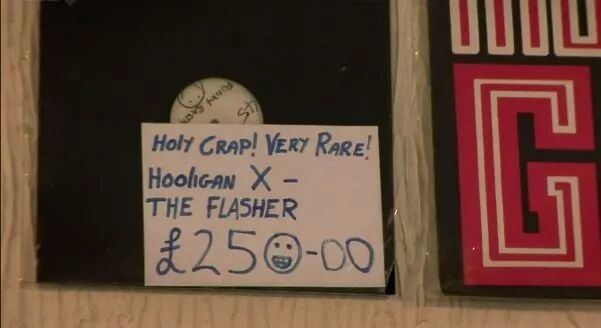 HOLY CRAP! VERY RARE!
HOOLIGAN X -
THE FLASHER
£250-00
G